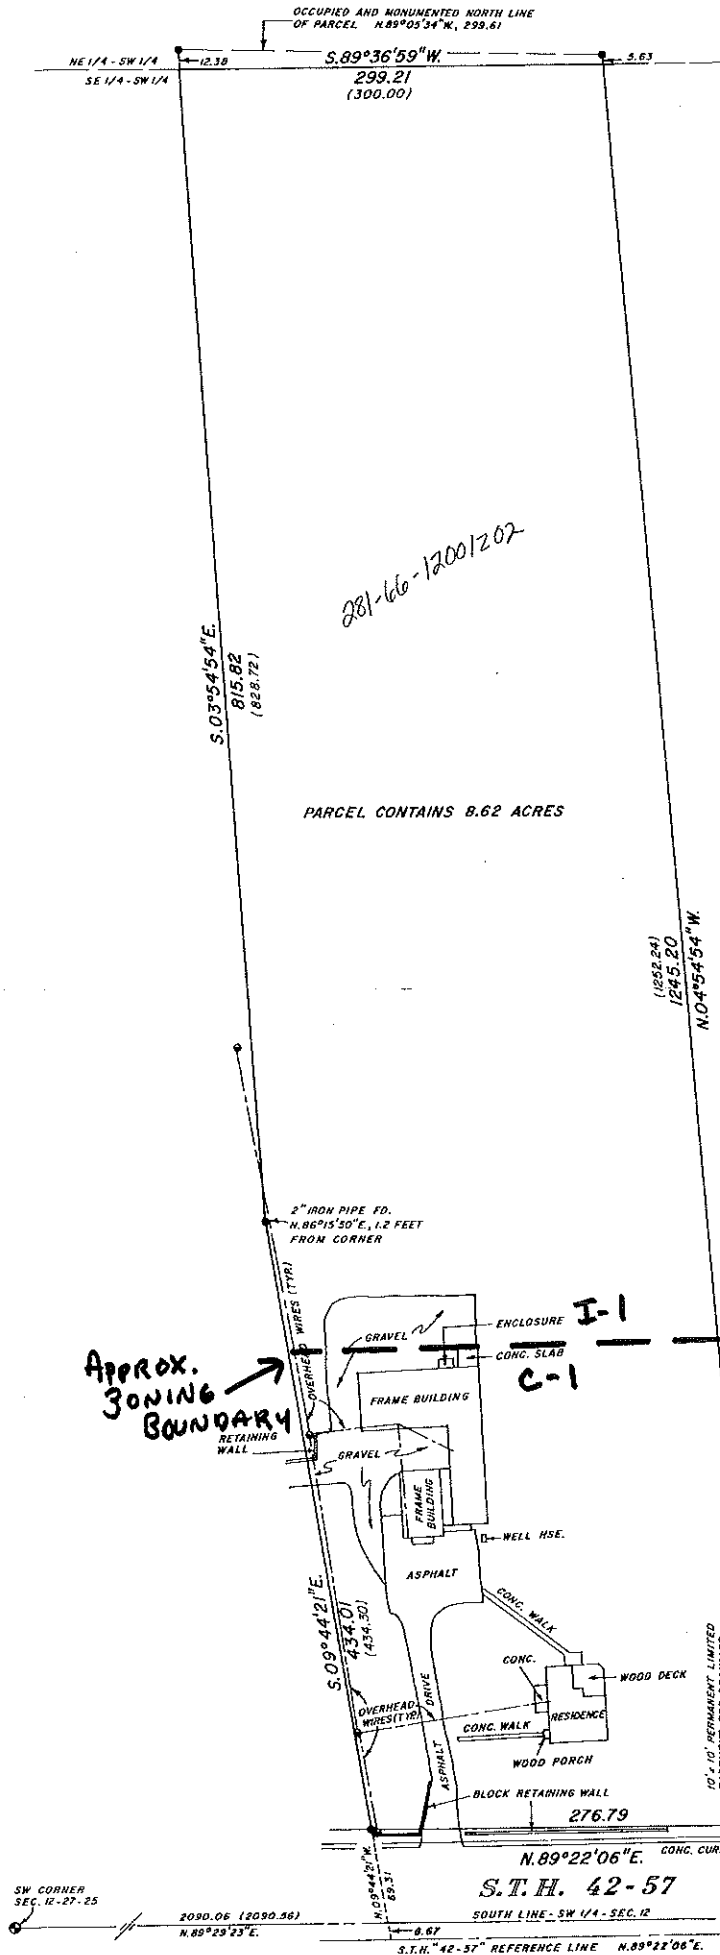 OCCUPIED AND MONUMENTED NORTH LINE
OF PARCEL N.89°05'34"W., 299.61
NE 1/4 - SW 1/4
12.38
S.89°36'59"W.
5.63
SE 1/4 - SW 1/4
299.21
(300.00)
281-66-12001202
S.03°54'54"E.
815.82
(828.72)
PARCEL CONTAINS 8.62 ACRES
(1252.24)
1245.20
N.04°54'54"W.
2" IRON PIPE FD.
N.86°15'50"E., 1.2 FEET
FROM CORNER
OVERHEAD WIRES (TYP.)
GRAVEL
ENCLOSURE
I-1
CONC. SLAB
C-1
APPROX.
ZONING
BOUNDARY
FRAME BUILDING
RETAINING
WALL
GRAVEL
FRAME
BUILDING
WELL HSE.
ASPHALT
S.09°44'21"E.
434.01
(434.30)
CONC. WALK
CONC.
WOOD DECK
OVERHEAD
WIRES (TYP.)
ASPHALT DRIVE
RESIDENCE
CONC. WALK
WOOD PORCH
10' x 10' PERMANENT LIMITED
BLOCK RETAINING WALL
276.79
N.89°22'06"E.
CONC. CUR
N.09°44'21"W.
69.31
S.T.H. 42-57
SW CORNER
SEC. 12-27-25
2090.06 (2090.56)
SOUTH LINE - SW 1/4 - SEC. 12
N.89°29'23"E.
8.67
S.T.H. "42-57" REFERENCE LINE N.89°22'06"E.